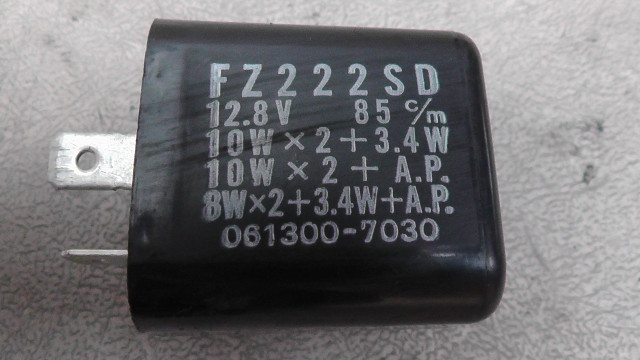 FZ222SD
12.8V 85 c/m
10W × 2 + 3.4W
10W × 2 + A.P.
8W×2+3.4W+A.P.
061300-7030